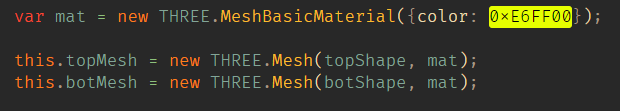 var mat = new THREE.MeshBasicMaterial({color: 0xE6FF00});
this.topMesh = new THREE.Mesh(topShape, mat);
this.botMesh = new THREE.Mesh(botShape, mat);